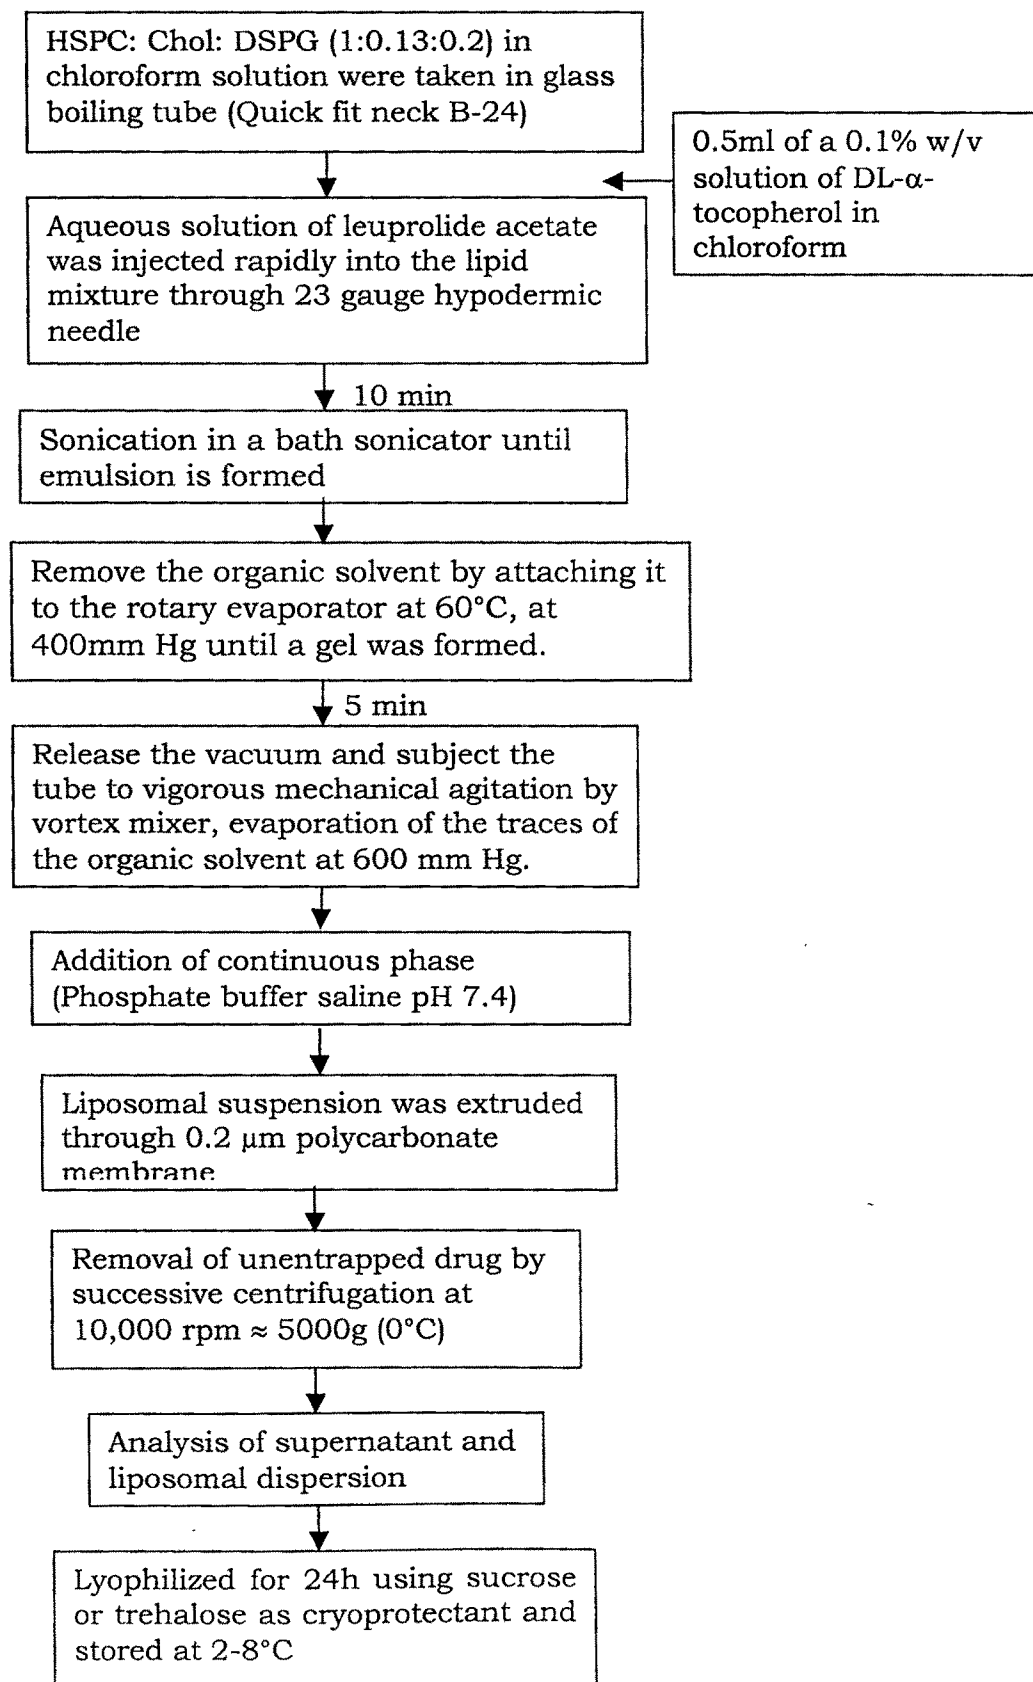 HSPC: Chol: DSPG (1:0.13:0.2) in
chloroform solution were taken in glass
boiling tube (Quick fit neck B-24)
0.5ml of a 0.1% w/v
solution of DL-α-
tocopherol in
chloroform
Aqueous solution of leuprolide acetate
was injected rapidly into the lipid
mixture through 23 gauge hypodermic
needle
10 min
Sonication in a bath sonicator until
emulsion is formed
Remove the organic solvent by attaching it
to the rotary evaporator at 60°C, at
400mm Hg until a gel was formed.
5 min
Release the vacuum and subject the
tube to vigorous mechanical agitation by
vortex mixer, evaporation of the traces of
the organic solvent at 600 mm Hg.
Addition of continuous phase
(Phosphate buffer saline pH 7.4)
Liposomal suspension was extruded
through 0.2 μm polycarbonate
membrane
Removal of unentrapped drug by
successive centrifugation at
10,000 rpm ≈ 5000g (0°C)
Analysis of supernatant and
liposomal dispersion
Lyophilized for 24h using sucrose
or trehalose as cryoprotectant and
stored at 2-8°C